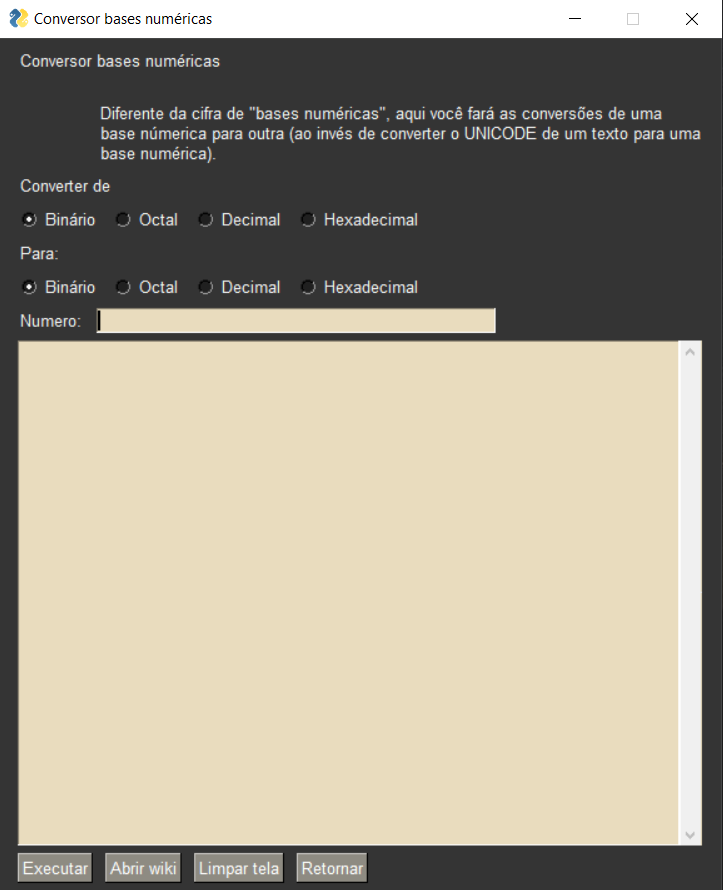 Conversor bases numéricas
Conversor bases numéricas
Diferente da cifra de "bases numéricas", aqui você fará as conversões de uma
base númerica para outra (ao invés de converter o UNICODE de um texto para uma
base numérica).
Converter de
Binário Octal Decimal Hexadecimal
Para:
Binário Octal Decimal Hexadecimal
Numero:
Executar Abrir wiki Limpar tela Retornar